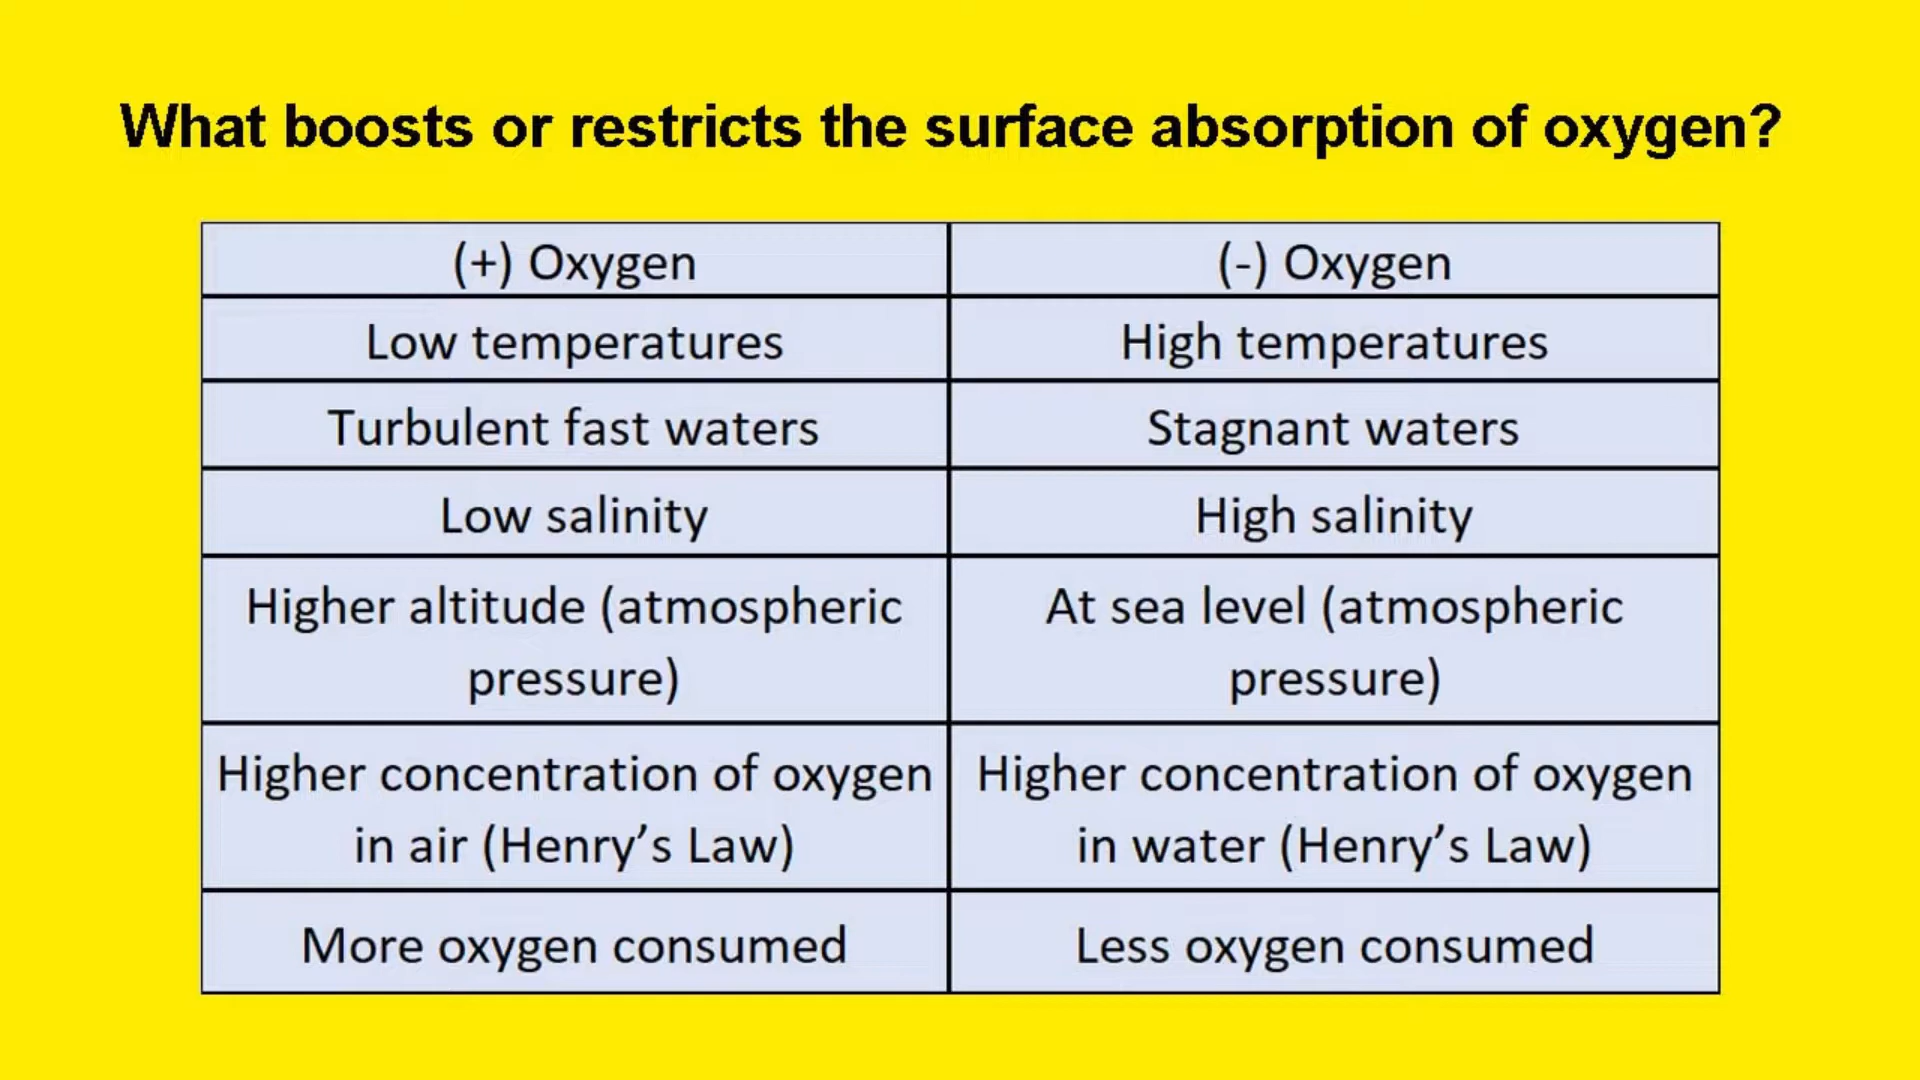 What boosts or restricts the surface absorption of oxygen?
(+) Oxygen
(-) Oxygen
Low temperatures
High temperatures
Turbulent fast waters
Stagnant waters
Low salinity
High salinity
Higher altitude (atmospheric
pressure)
At sea level (atmospheric
pressure)
Higher concentration of oxygen
in air (Henry’s Law)
Higher concentration of oxygen
in water (Henry’s Law)
More oxygen consumed
Less oxygen consumed